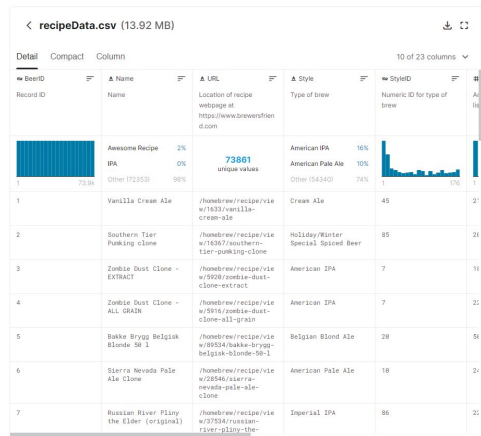 < recipeData.csv (13.92 MB)
Detail Compact Column 10 of 23 columns
BeerID Name URL Style StyleID #
Record ID Name Location of recipe Type of brew Numeric ID for type of
webpage at brew
https://www.brewersfrien
d.com
Awesome Recipe 2% American IPA 16%
IPA 0% 73861 American Pale Ale 10%
unique values
Other (72353) 98% Other (54340) 74%
1 73.9k 1 176 1
1 Vanilla Cream Ale /homebrew/recipe/vie Cream Ale 45
w/1633/vanilla-
cream-ale
2 Southern Tier /homebrew/recipe/vie Holiday/Winter 85
Pumking clone w/16367/southern- Special Spiced Beer
tier-pumking-clone
3 Zombie Dust Clone - /homebrew/recipe/vie American IPA 7
EXTRACT w/5920/zombie-dust-
clone-extract
4 Zombie Dust Clone - /homebrew/recipe/vie American IPA 7
ALL GRAIN w/5916/zombie-dust-
clone-all-grain
5 Bakke Brygg Belgisk /homebrew/recipe/vie Belgian Blond Ale 20
Blonde 50 l w/89534/bakke-brygg-
belgisk-blonde-50-l
6 Sierra Nevada Pale /homebrew/recipe/vie American Pale Ale 10
Ale Clone w/28546/sierra-
nevada-pale-ale-
clone
7 Russian River Pliny /homebrew/recipe/vie Imperial IPA 86
the Elder (original) w/37534/russian-
river-pliny-the-